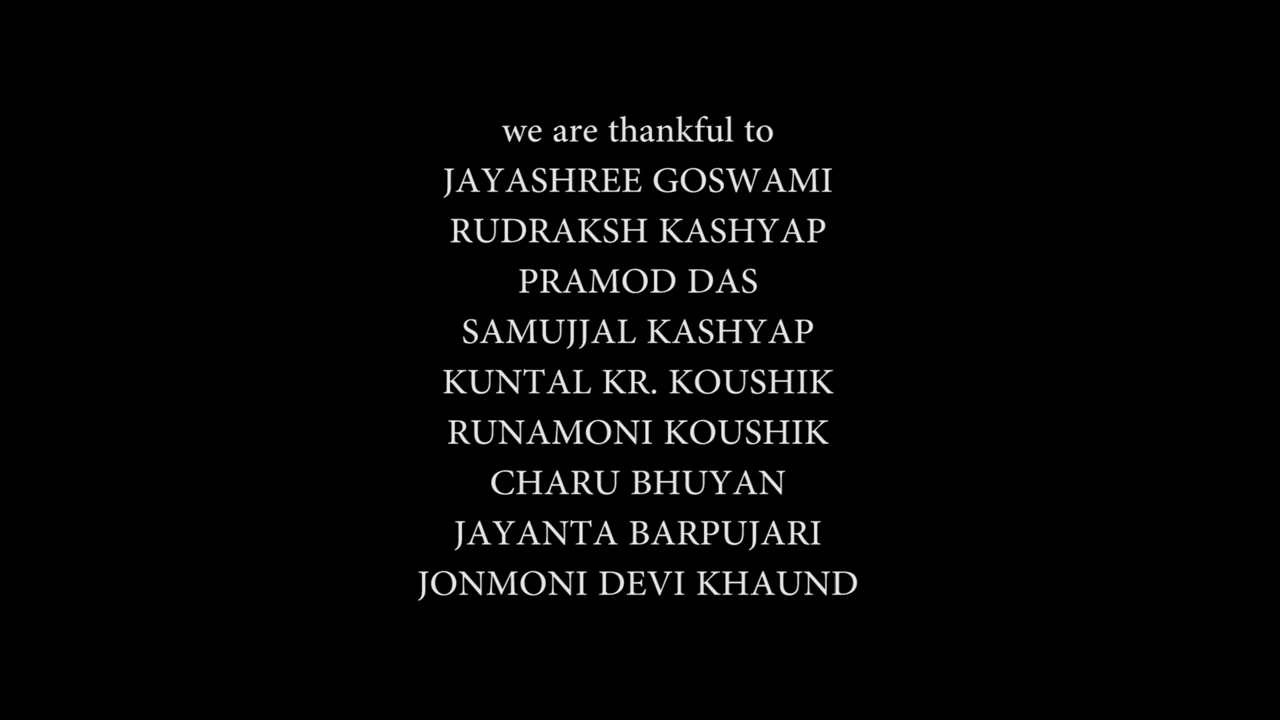 we are thankful to
JAYASHREE GOSWAMI
RUDRAKSH KASHYAP
PRAMOD DAS
SAMUJJAL KASHYAP
KUNTAL KR. KOUSHIK
RUNAMONI KOUSHIK
CHARU BHUYAN
JAYANTA BARPUJARI
JONMONI DEVI KHAUND